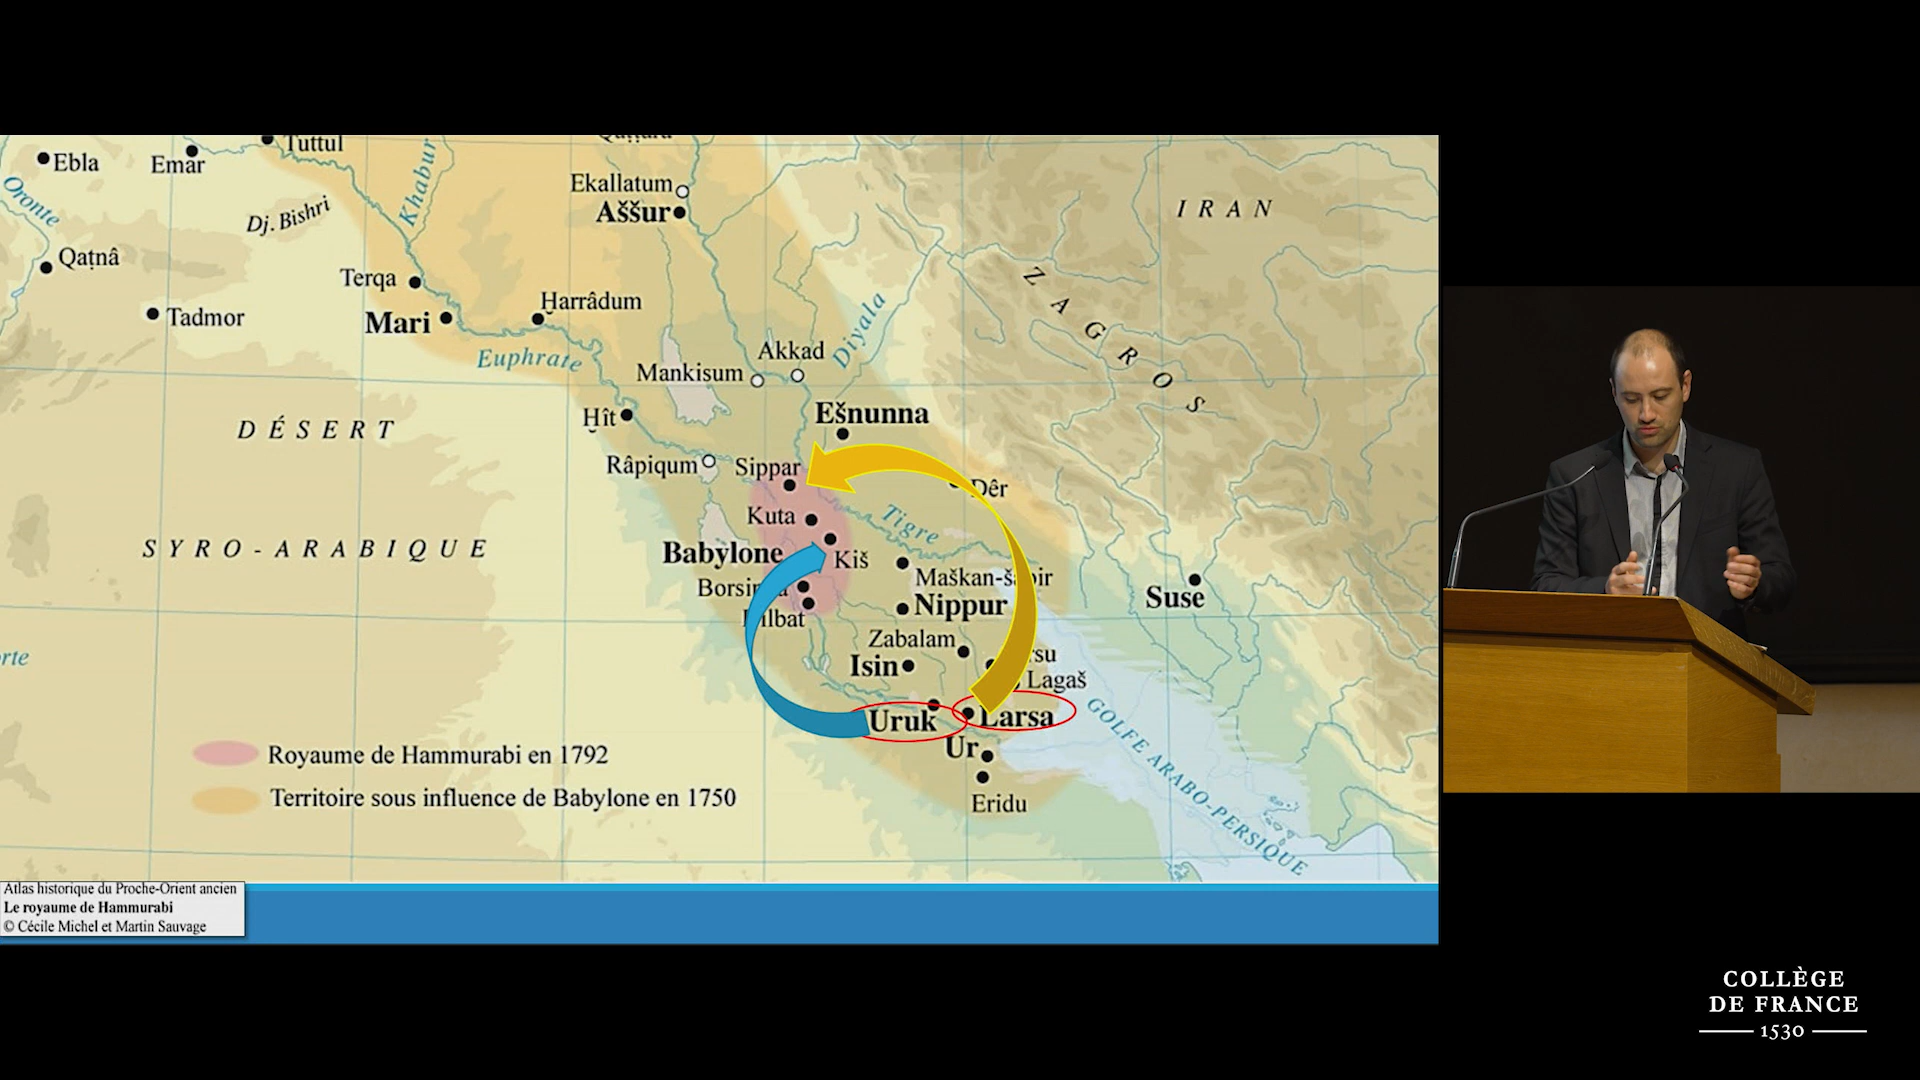 Tuttul
Ebla
Emar
Khabur
Oronte
Dj. Bishri
Ekallatum
Aššur
IRAN
Qaṭnâ
Terqa
Ḫarrâdum
ZAGROS
Tadmor
Mari
Euphrate
Diyala
Akkad
Mankisum
DÉSERT
Ḫît
Ešnunna
Râpiqum
Sippar
Dêr
Kuta
Tigre
SYRO-ARABIQUE
Babylone
Kiš
Maškan-š
ir
Suse
Nippur
Zabalam
Isin
Lagaš
Uruk
Larsa
GOLFE ARABO-PERSIQUE
Ur
Eridu
Royaume de Hammurabi en 1792
Territoire sous influence de Babylone en 1750
Atlas historique du Proche-Orient ancien
Le royaume de Hammurabi
© Cécile Michel et Martin Sauvage
COLLÈGE
DE FRANCE
1530